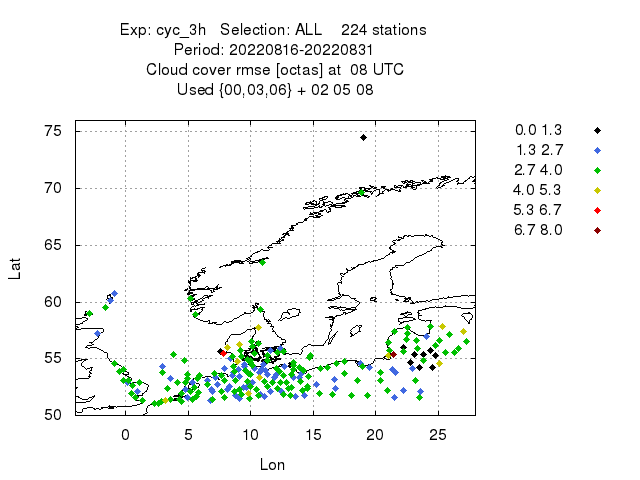 Exp: cyc_3h Selection: ALL 224 stations
Period: 20220816-20220831
Cloud cover rmse [octas] at 08 UTC
Used {00,03,06} + 02 05 08
75
70
65
60
55
50
Lat
0 5 10 15 20 25
Lon
0.0 1.3
1.3 2.7
2.7 4.0
4.0 5.3
5.3 6.7
6.7 8.0